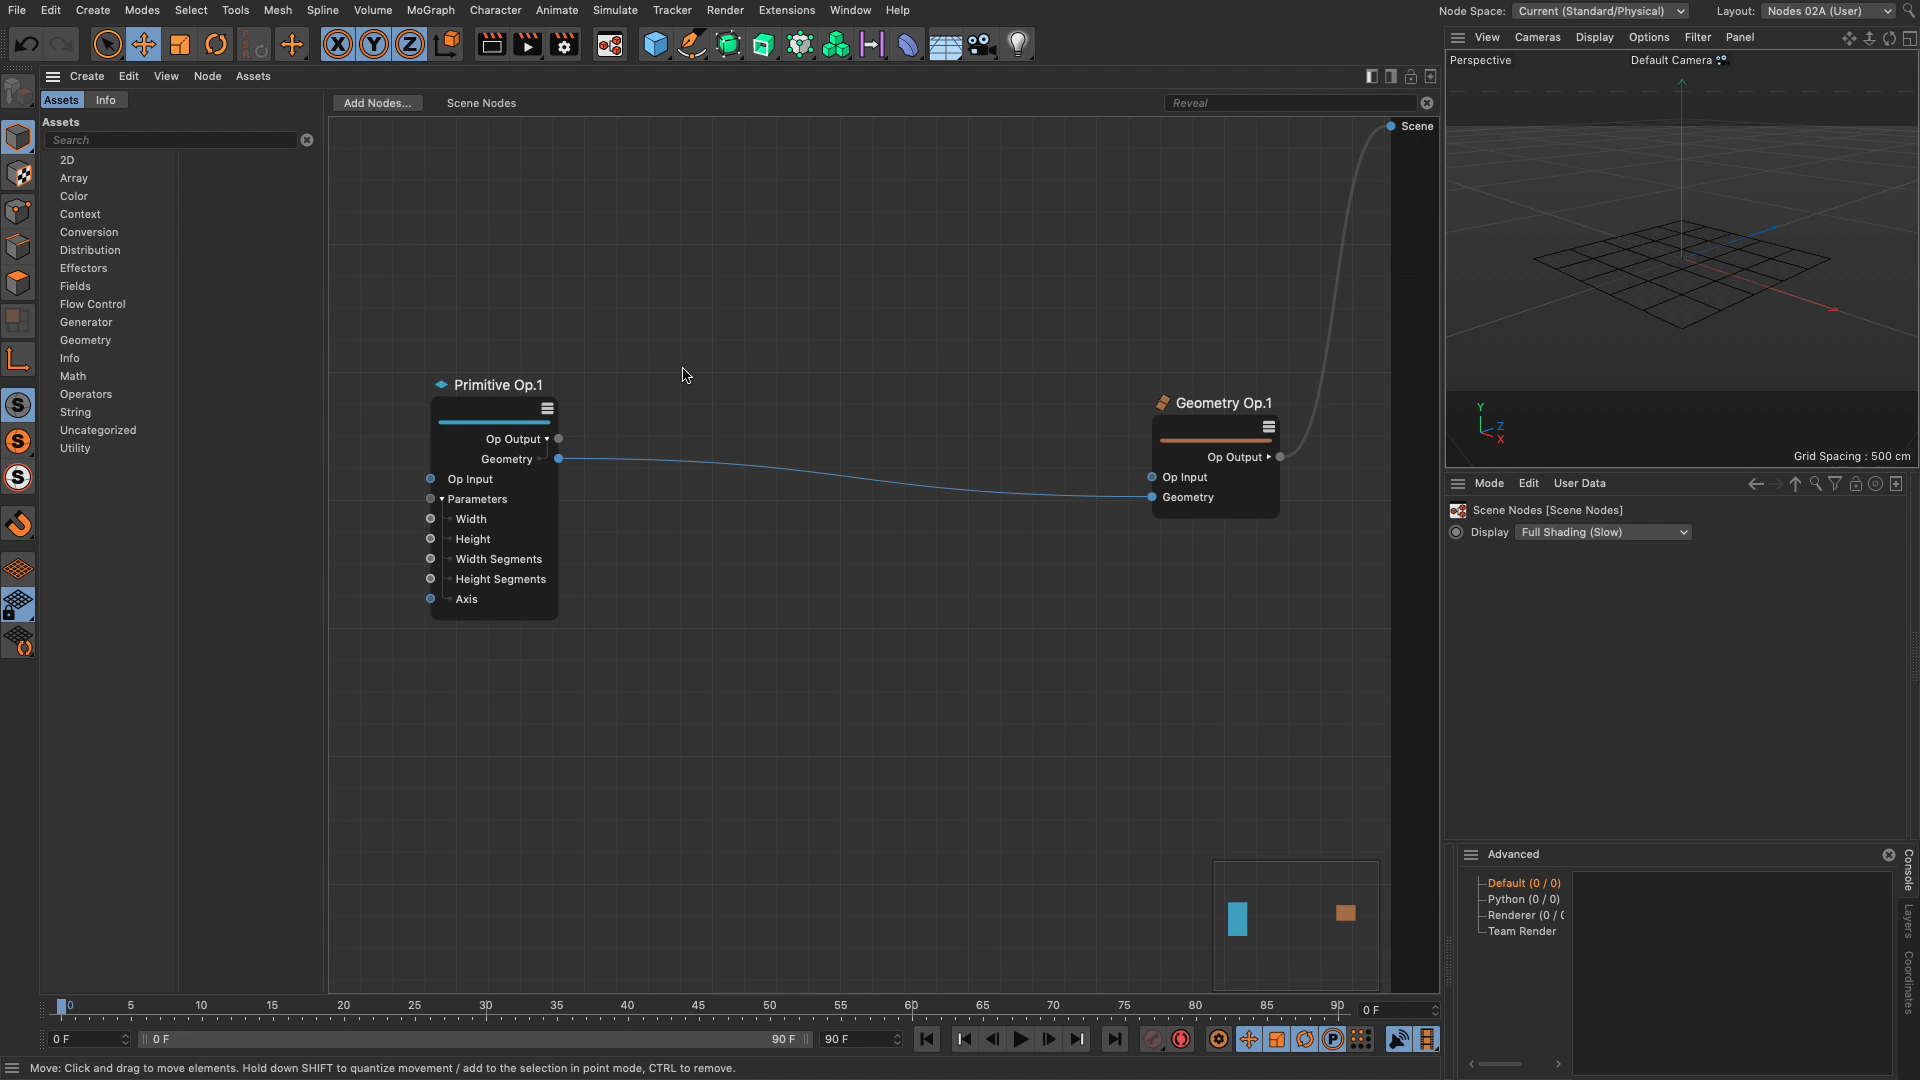 File Edit Create Modes Select Tools Mesh Spline Volume MoGraph Character Animate Simulate Tracker Render Extensions Window Help Node Space: Current (Standard/Physical) Layout: Nodes 02A (User)
X Y Z
PSR
View Cameras Display Options Filter Panel
Create Edit View Node Assets
Perspective Default Camera
Assets Info
Add Nodes... Scene Nodes Reveal
Assets
Search
Scene
2D
Array
Color
Context
Conversion
Distribution
Effectors
Fields
Flow Control
Generator
Geometry
Info
Math
Operators
String
Uncategorized
Utility
Primitive Op.1
Op Output
Geometry
Op Input
Parameters
Width
Height
Width Segments
Height Segments
Axis
Geometry Op.1
Op Output
Op Input
Geometry
Y
Z
X
Grid Spacing : 500 cm
Mode Edit User Data
Scene Nodes [Scene Nodes]
Display Full Shading (Slow)
Advanced
Default (0 / 0)
Python (0 / 0)
Renderer (0 / 0
Team Render
Console
Layers
Coordinates
0 5 10 15 20 25 30 35 40 45 50 55 60 65 70 75 80 85 90 0 F
0 F 0 F 90 F 90 F
P
Move: Click and drag to move elements. Hold down SHIFT to quantize movement / add to the selection in point mode, CTRL to remove.